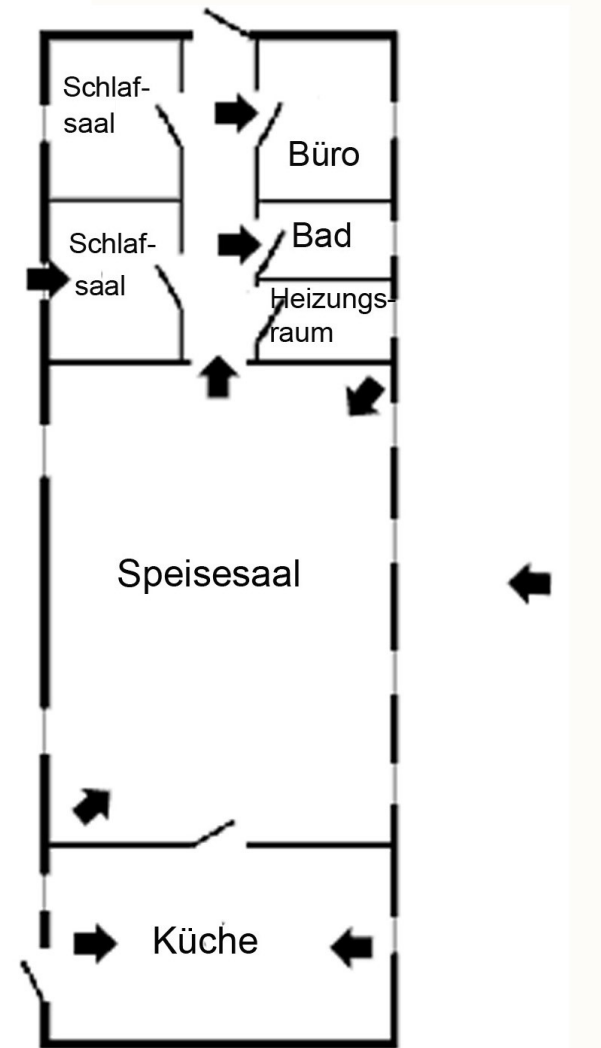 Schlaf-
saal
Büro
Schlaf-
saal
Bad
Heizungs-
raum
Speisesaal
Küche